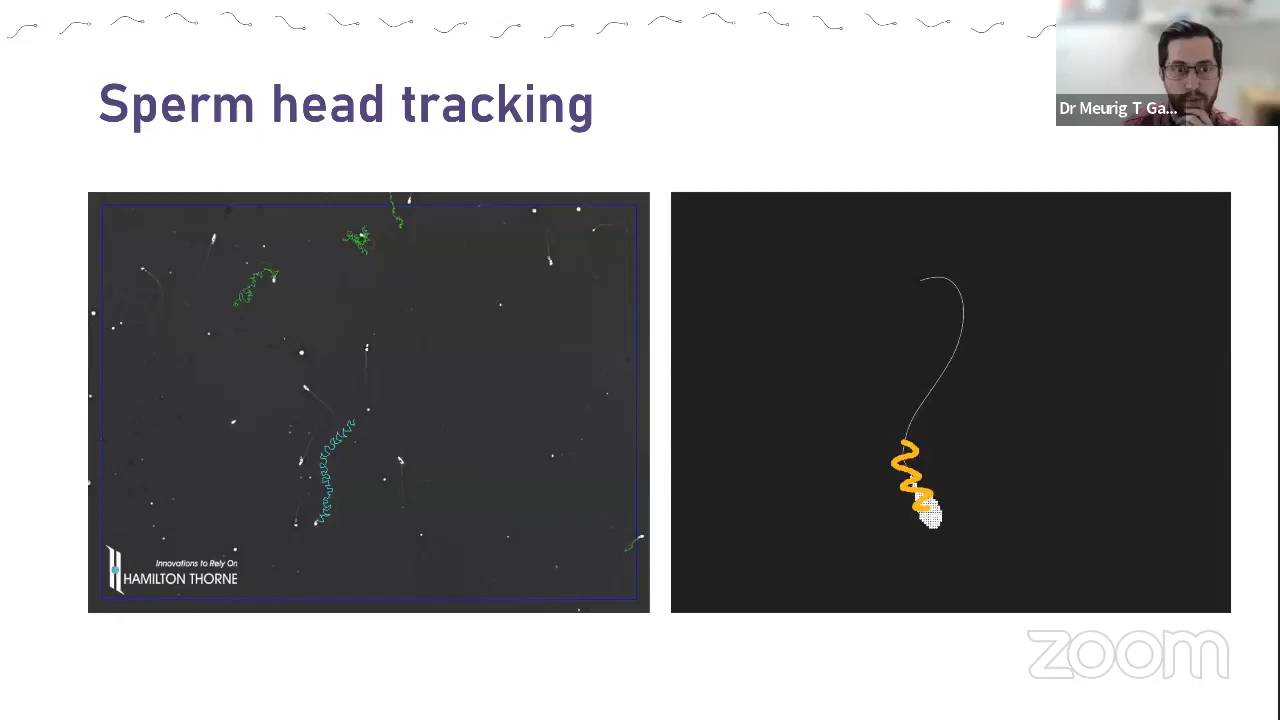 Sperm head tracking
Dr Meurig T Ga...
Innovations to Rely On
HAMILTON THORNE
zoom